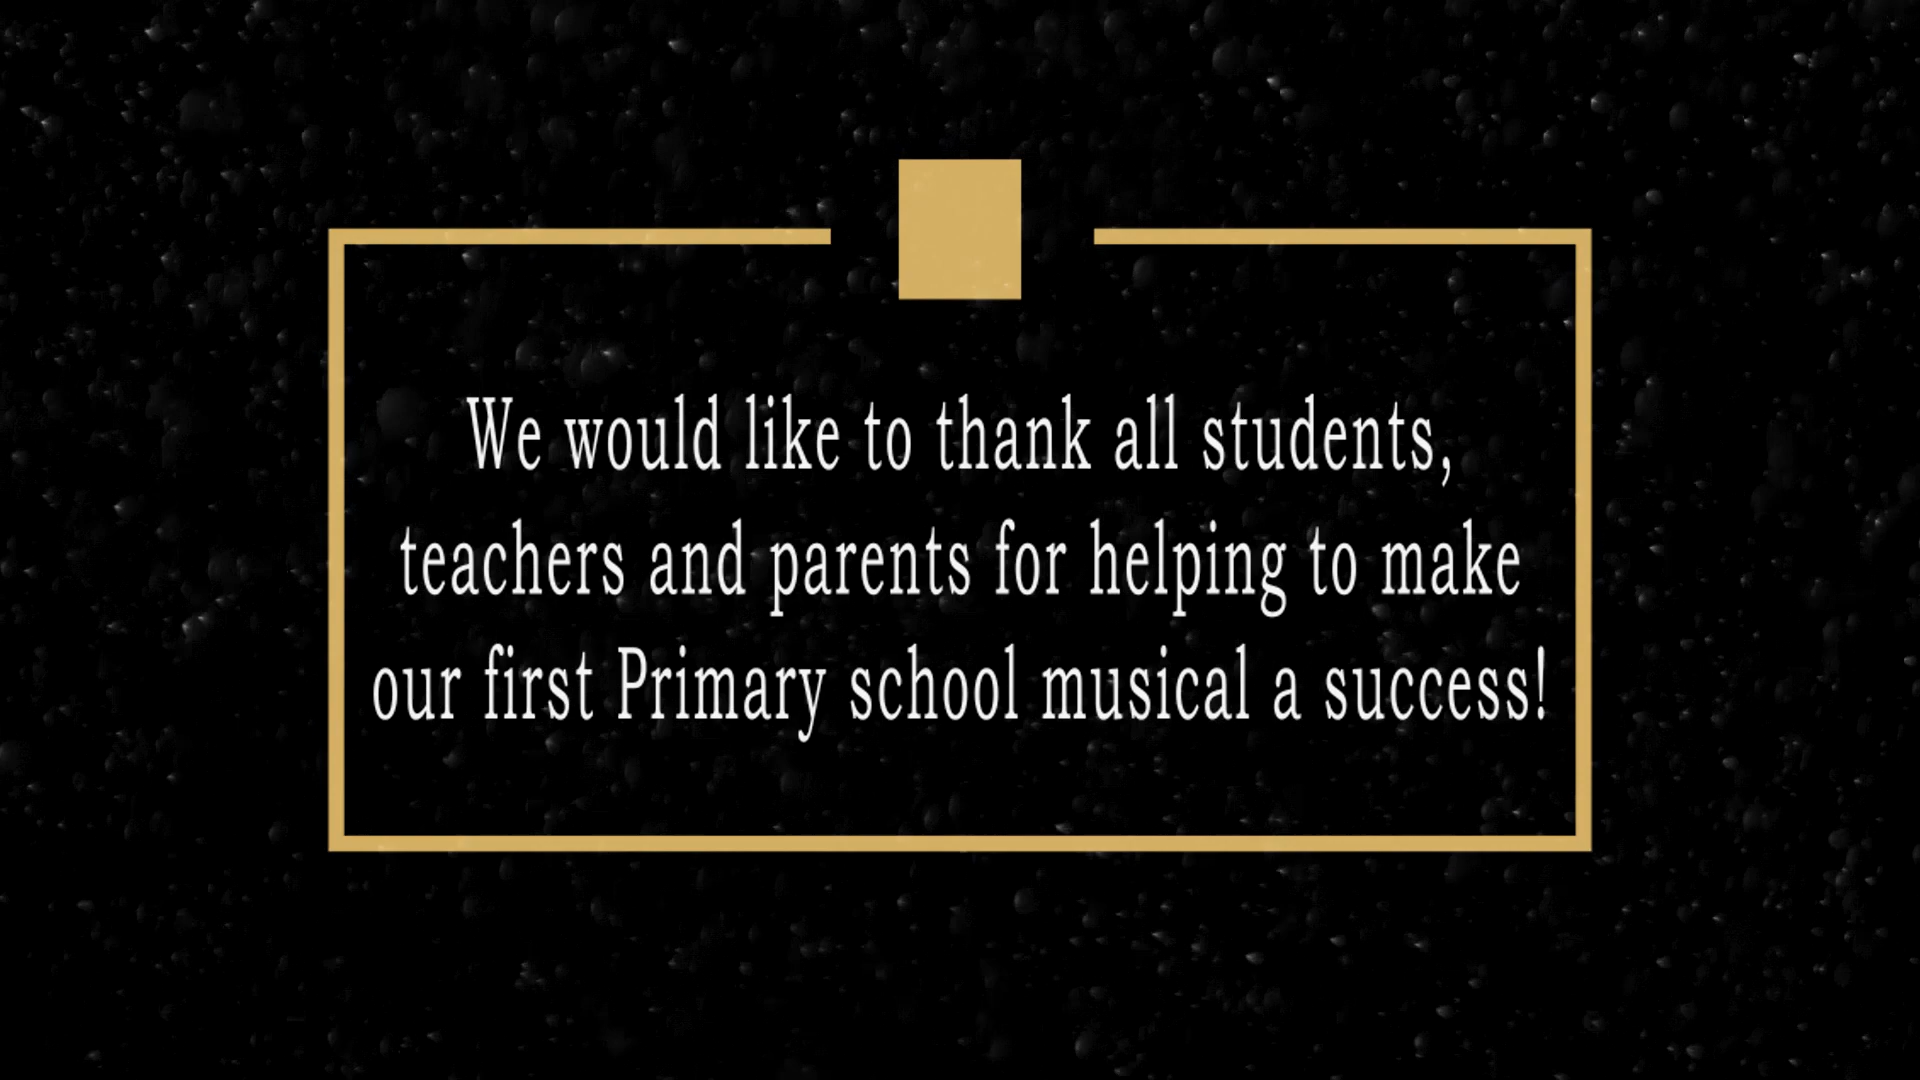 We would like to thank all students,
teachers and parents for helping to make
our first Primary school musical a success!